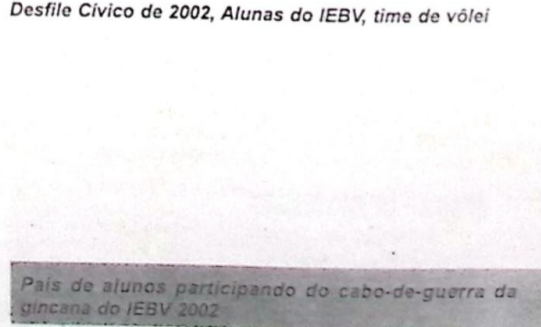 Desfile Cívico de 2002, Alunas do IEBV, time de vôlei
Pais de alunos participando do cabo-de-guerra da
gincana do IEBV 2002